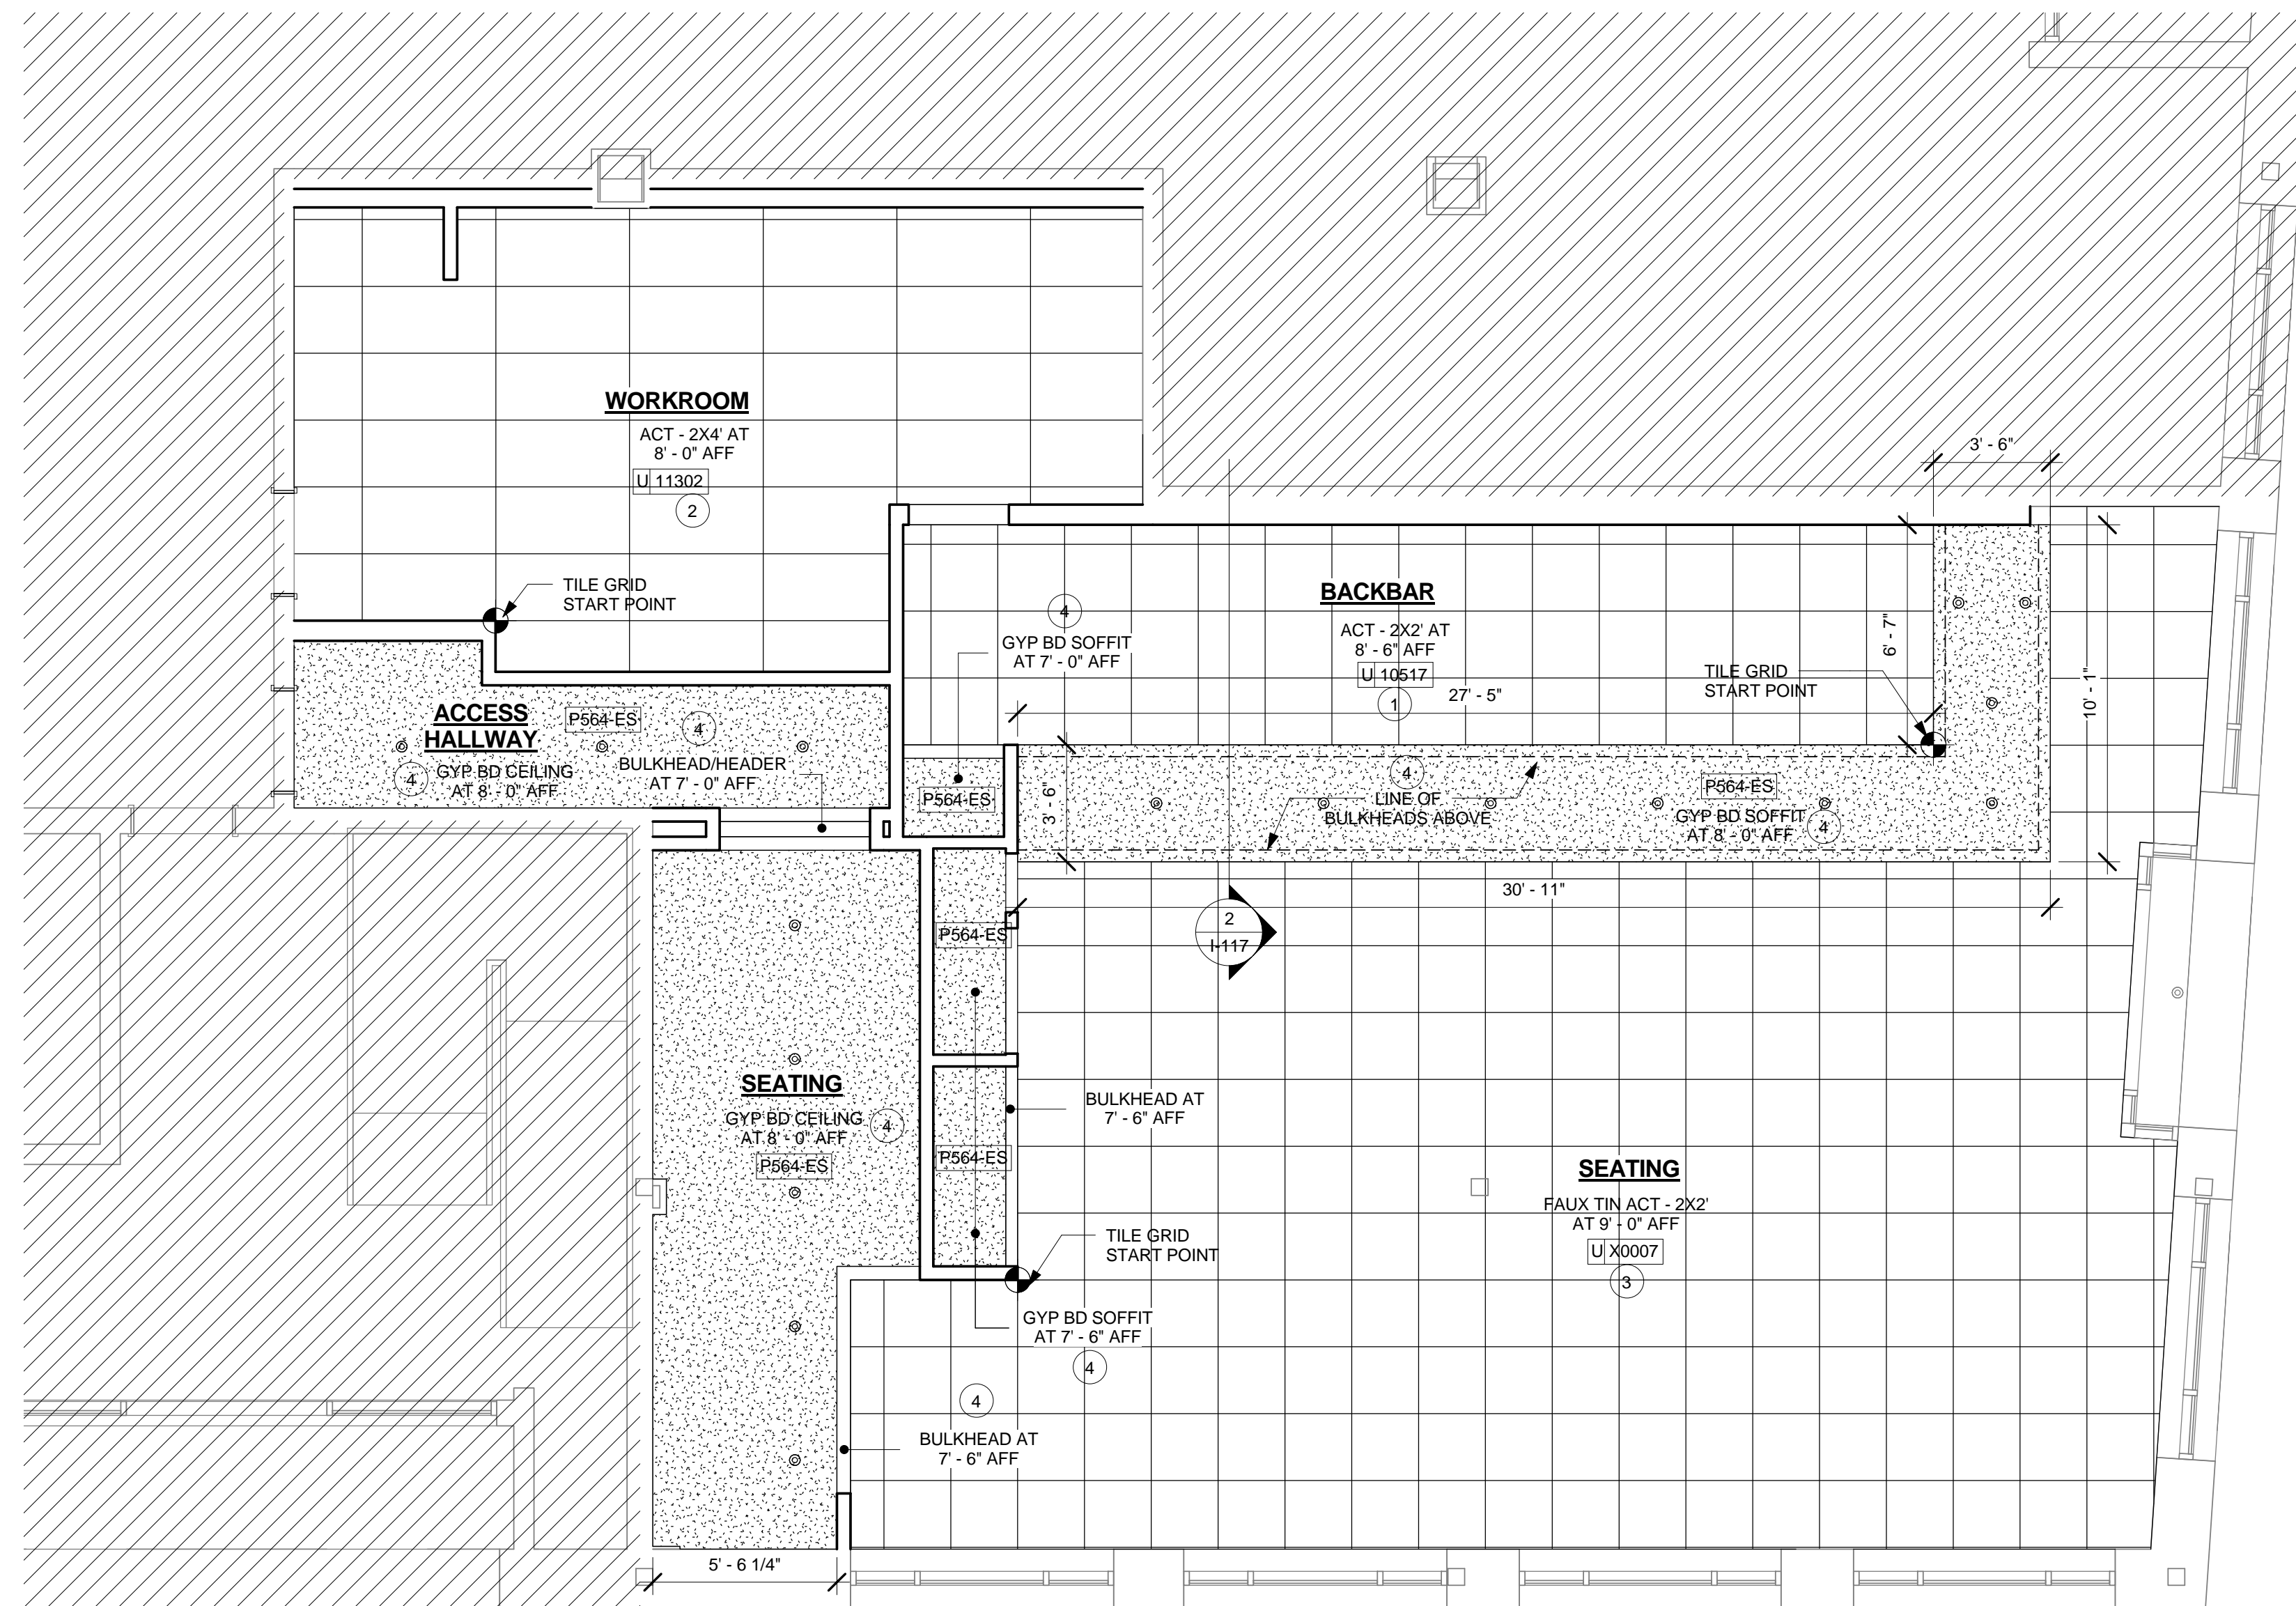 WORKROOM
ACT - 2X4' AT
8' - 0" AFF
U 11302
2
TILE GRID
START POINT
3' - 6"
4
GYP BD SOFFIT
AT 7' - 0" AFF
BACKBAR
ACT - 2X2' AT
8' - 6" AFF
U 10517
1
27' - 5"
TILE GRID
START POINT
6' - 7"
10' - 1"
ACCESS
HALLWAY
P564-ES
4
4
GYP BD CEILING
AT 8' - 0" AFF
BULKHEAD/HEADER
AT 7' - 0" AFF
P564-ES
3' - 6"
4
LINE OF
BULKHEADS ABOVE
P564-ES
GYP BD SOFFIT
AT 8' - 0" AFF
4
30' - 11"
2
I-117
P564-ES
SEATING
GYP BD CEILING
AT 8' - 0" AFF
4
P564-ES
P564-ES
BULKHEAD AT
7' - 6" AFF
SEATING
FAUX TIN ACT - 2X2'
AT 9' - 0" AFF
U X0007
3
TILE GRID
START POINT
GYP BD SOFFIT
AT 7' - 6" AFF
4
4
BULKHEAD AT
7' - 6" AFF
5' - 6 1/4"